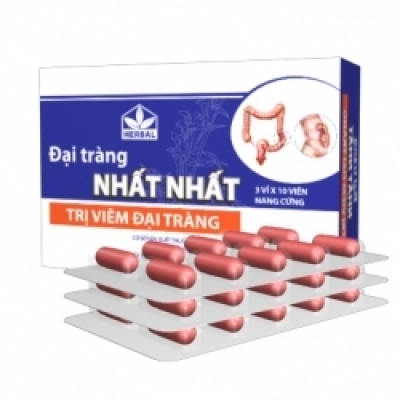 HERBAL
Đại tràng
NHẤT NHẤT
TRỊ VIÊM ĐẠI TRÀNG
3 VỈ X 10 VIÊN
NANG CỨNG